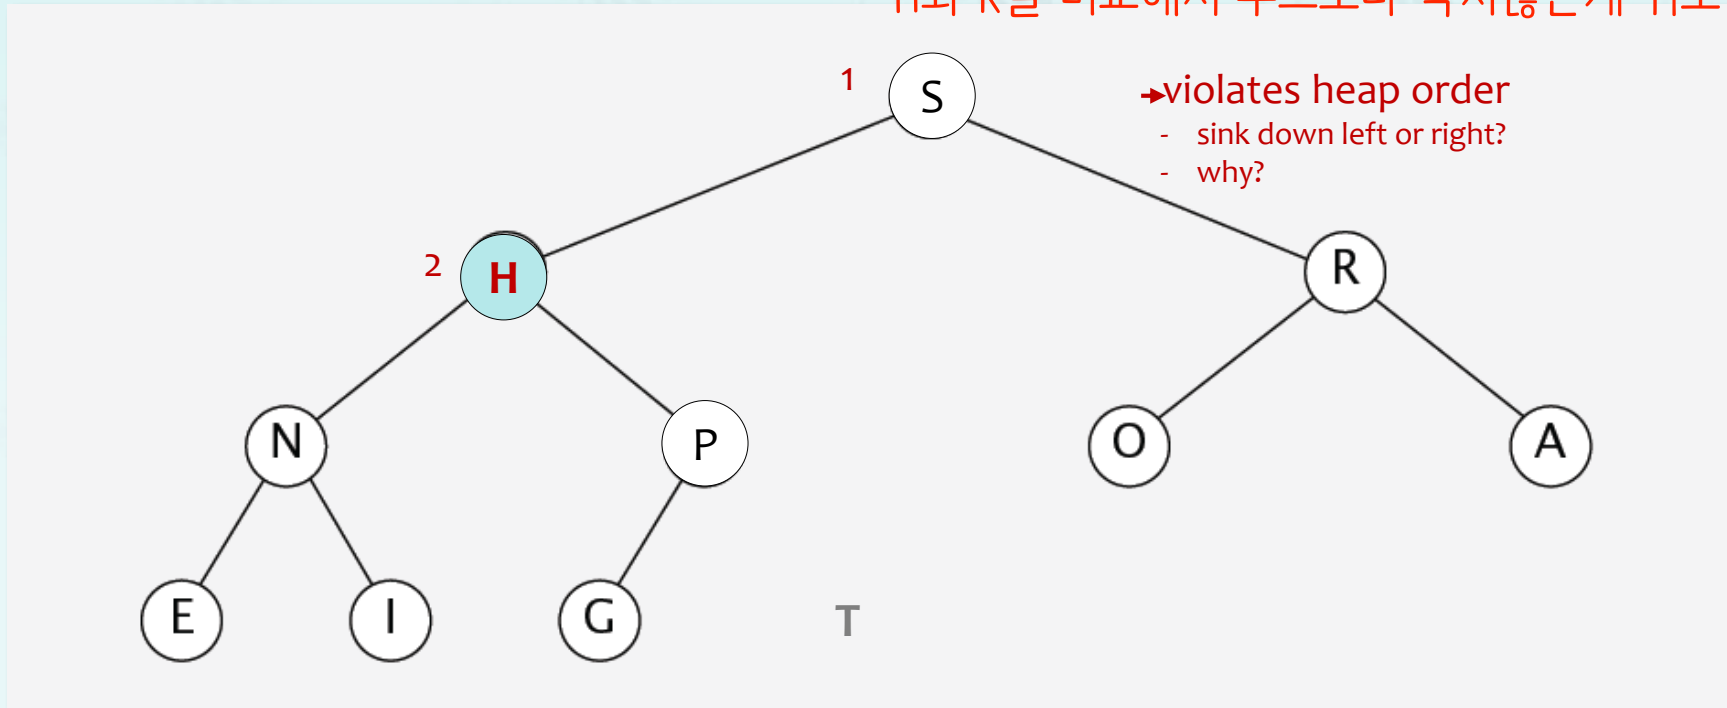 1
S
violates heap order
- sink down left or right?
- why?
2
H
R
N
P
O
A
E
I
G
T